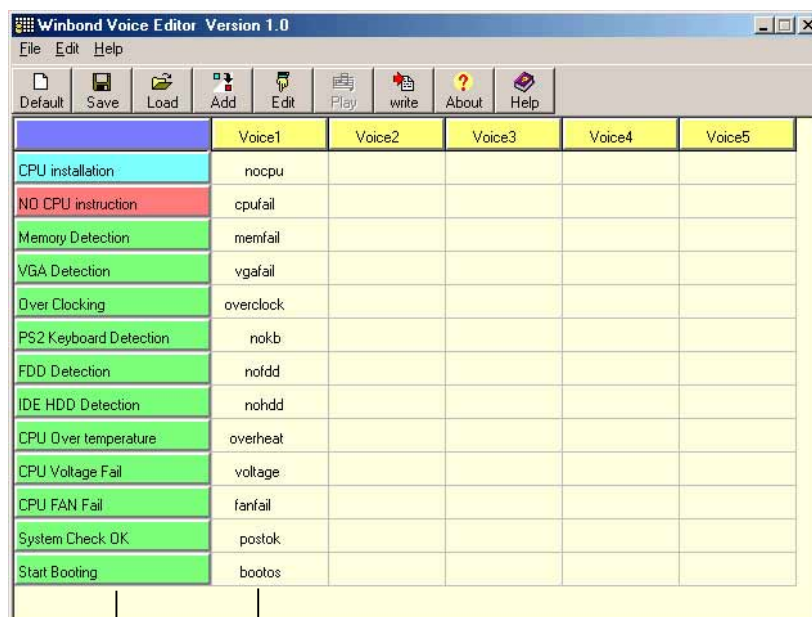 Winbond Voice Editor Version 1.0
File Edit Help
Default Save Load Add Edit Play write About Help
Voice1 Voice2 Voice3 Voice4 Voice5
CPU installation nocpu
NO CPU instruction cpufail
Memory Detection memfail
VGA Detection vgafail
Over Clocking overclock
PS2 Keyboard Detection nokb
FDD Detection nofdd
IDE HDD Detection nohdd
CPU Over temperature overheat
CPU Voltage Fail voltage
CPU FAN Fail fanfail
System Check OK postok
Start Booting bootos